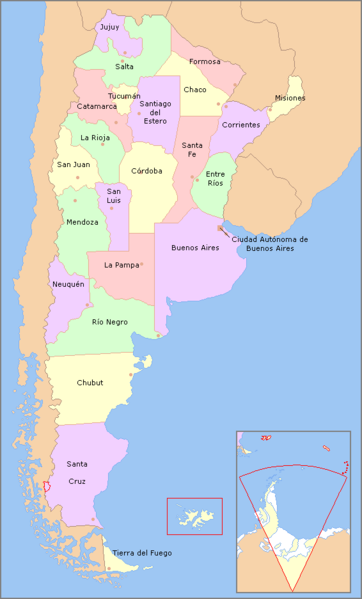 Jujuy
Salta
Formosa
Chaco
Tucumán
Catamarca
Santiago
del
Estero
Misiones
Corrientes
La Rioja
Santa
Fe
San Juan
Córdoba
Entre
Ríos
San
Luis
Mendoza
Ciudad Autónoma de
Buenos Aires
Buenos Aires
La Pampa
Neuquén
Río Negro
Chubut
Santa
Cruz
Tierra del Fuego